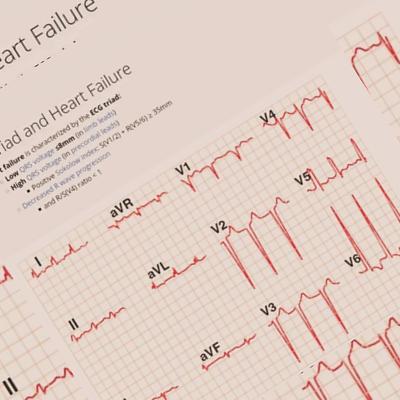 eart Failure
riad and Heart Failure
t failure is characterized by the ECG triad:
Low QRS voltage ≤8mm (in limb leads)
High QRS voltage (in precordial leads)
• Positive Sokolow index: S(V1/2) + R(V5/6) ≥ 35mm
Decreased R wave progression
• and R/S(V4) ratio < 1
I
aVR
V1
V4
II
aVL
V2
V5
aVF
V3
V6
II